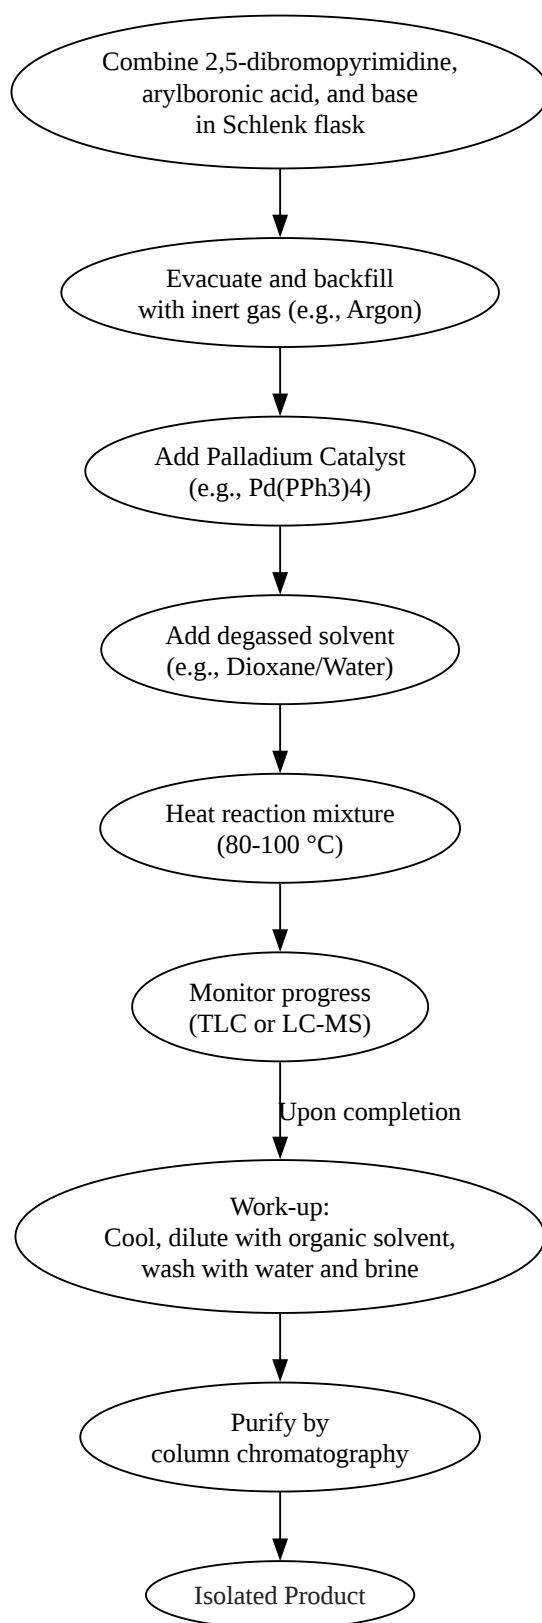 Combine 2,5-dibromopyrimidine,
arylboronic acid, and base
in Schlenk flask
Evacuate and backfill
with inert gas (e.g., Argon)
Add Palladium Catalyst
(e.g., Pd(PPh3)4)
Add degassed solvent
(e.g., Dioxane/Water)
Heat reaction mixture
(80-100 °C)
Monitor progress
(TLC or LC-MS)
Upon completion
Work-up:
Cool, dilute with organic solvent,
wash with water and brine
Purify by
column chromatography
Isolated Product